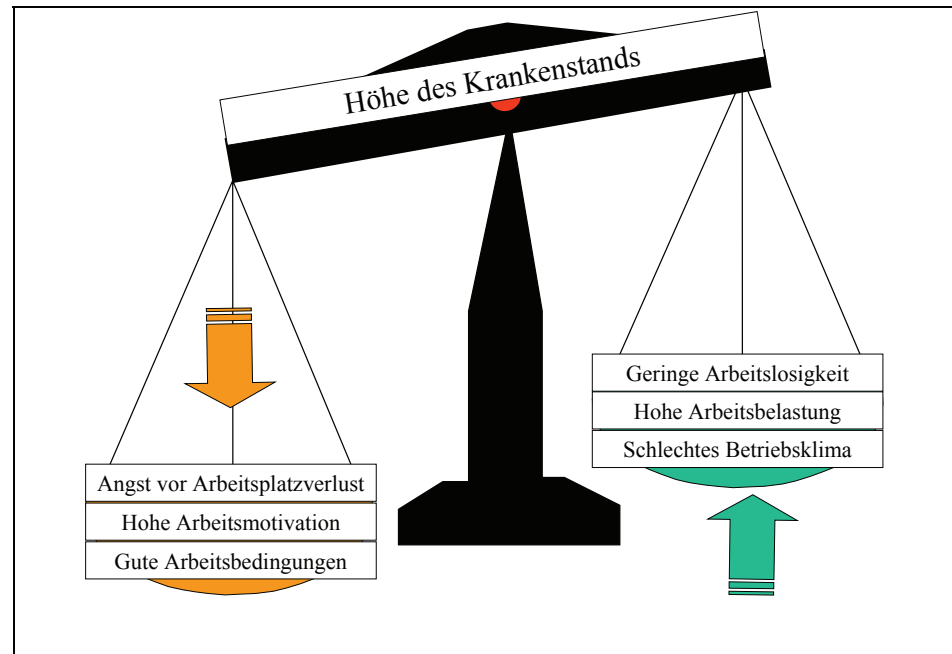 Höhe des Krankenstands
Angst vor Arbeitsplatzverlust
Hohe Arbeitsmotivation
Gute Arbeitsbedingungen
Geringe Arbeitslosigkeit
Hohe Arbeitsbelastung
Schlechtes Betriebsklima